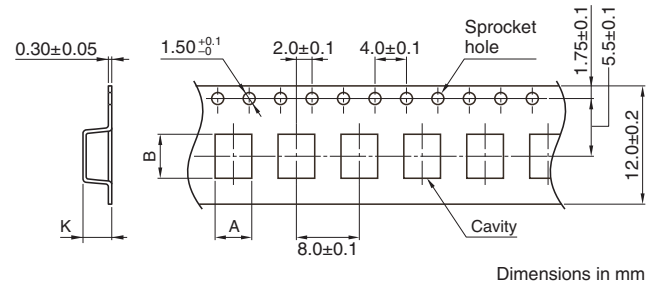 Sprocket
hole
0.30±0.05
1.50 +0.1 –0
2.0±0.1
4.0±0.1
1.75±0.1
5.5±0.1
12.0±0.2
B
K
A
8.0±0.1
Cavity
Dimensions in mm